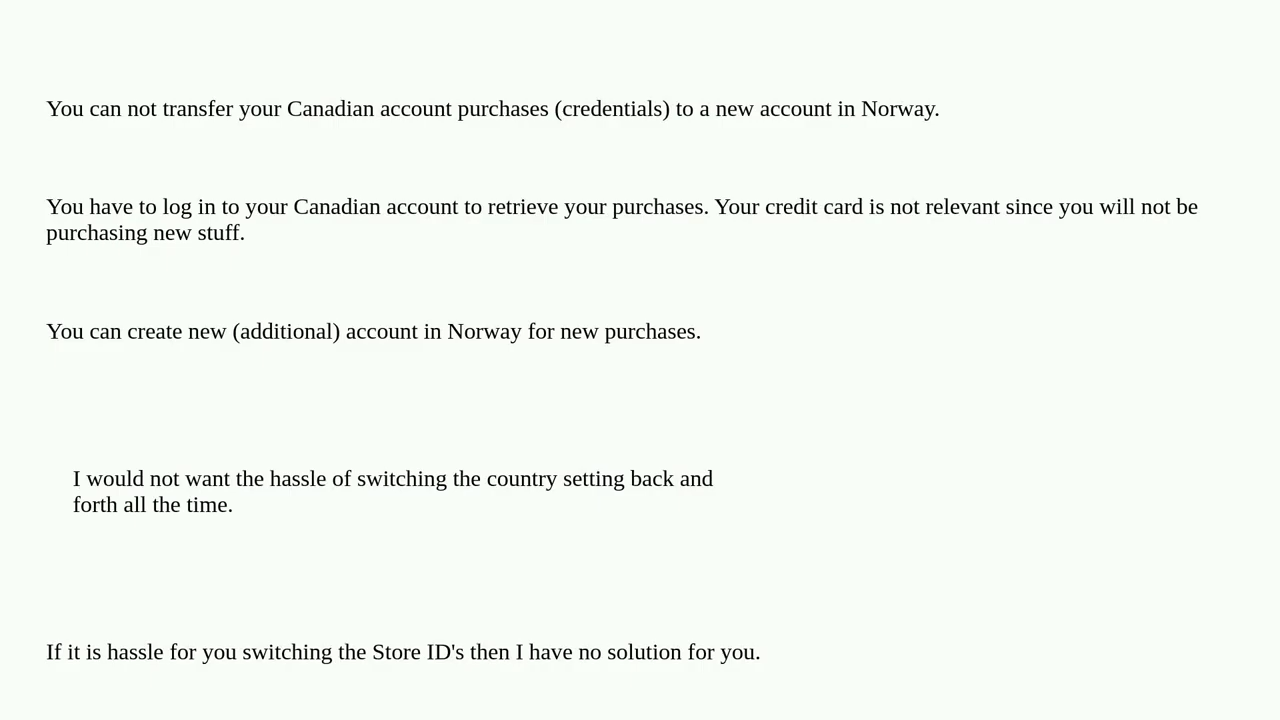 You can not transfer your Canadian account purchases (credentials) to a new account in Norway.
You have to log in to your Canadian account to retrieve your purchases. Your credit card is not relevant since you will not be
purchasing new stuff.
You can create new (additional) account in Norway for new purchases.
I would not want the hassle of switching the country setting back and
forth all the time.
If it is hassle for you switching the Store ID's then I have no solution for you.